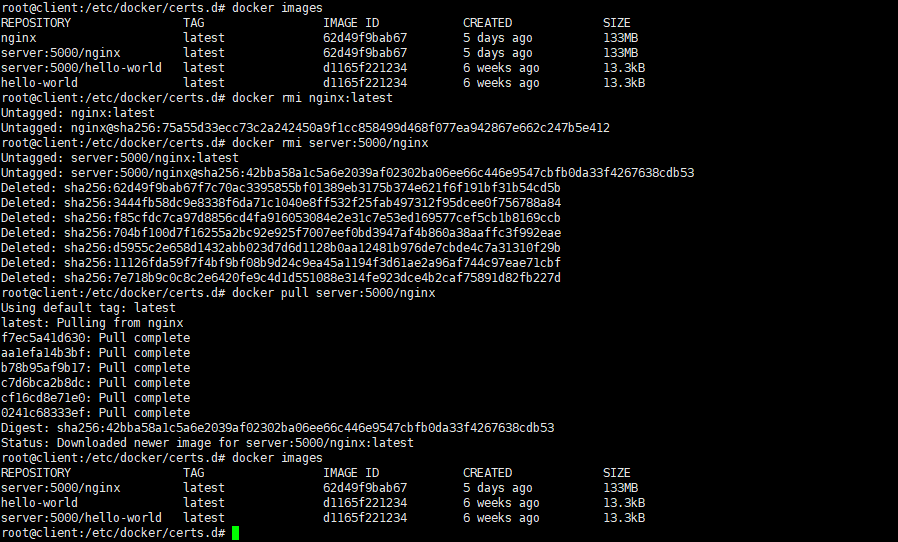 root@client:/etc/docker/certs.d# docker images
REPOSITORY TAG IMAGE ID CREATED SIZE
nginx latest 62d49f9bab67 5 days ago 133MB
server:5000/nginx latest 62d49f9bab67 5 days ago 133MB
server:5000/hello-world latest d1165f221234 6 weeks ago 13.3kB
hello-world latest d1165f221234 6 weeks ago 13.3kB
root@client:/etc/docker/certs.d# docker rmi nginx:latest
Untagged: nginx:latest
Untagged: nginx@sha256:75a55d33ecc73c2a242450a9f1cc858499d468f077ea942867e662c247b5e412
root@client:/etc/docker/certs.d# docker rmi server:5000/nginx
Untagged: server:5000/nginx:latest
Untagged: server:5000/nginx@sha256:42bba58a1c5a6e2039af02302ba06ee66c446e9547cbfb0da33f4267638cdb53
Deleted: sha256:62d49f9bab67f7c70ac3395855bf01389eb3175b374e621f6f191bf31b54cd5b
Deleted: sha256:3444fb58dc9e8338f6da71c1040e8ff532f25fab497312f95dcee0f756788a84
Deleted: sha256:f85cfdc7ca97d8856cd4fa916053084e2e31c7e53ed169577cef5cb1b8169ccb
Deleted: sha256:704bf100d7f16255a2bc92e925f7007eef0bd3947af4b860a38aaffc3f992eae
Deleted: sha256:d5955c2e658d1432abb023d7d6d1128b0aa12481b976de7cbde4c7a31310f29b
Deleted: sha256:11126fda59f7f4bf9bf08b9d24c9ea45a1194f3d61ae2a96af744c97eae71cbf
Deleted: sha256:7e718b9c0c8c2e6420fe9c4d1d551088e314fe923dce4b2caf75891d82fb227d
root@client:/etc/docker/certs.d# docker pull server:5000/nginx
Using default tag: latest
latest: Pulling from nginx
f7ec5a41d630: Pull complete
aa1efa14b3bf: Pull complete
b78b95af9b17: Pull complete
c7d6bca2b8dc: Pull complete
cf16cd8e71e0: Pull complete
0241c68333ef: Pull complete
Digest: sha256:42bba58a1c5a6e2039af02302ba06ee66c446e9547cbfb0da33f4267638cdb53
Status: Downloaded newer image for server:5000/nginx:latest
root@client:/etc/docker/certs.d# docker images
REPOSITORY TAG IMAGE ID CREATED SIZE
server:5000/nginx latest 62d49f9bab67 5 days ago 133MB
hello-world latest d1165f221234 6 weeks ago 13.3kB
server:5000/hello-world latest d1165f221234 6 weeks ago 13.3kB
root@client:/etc/docker/certs.d#